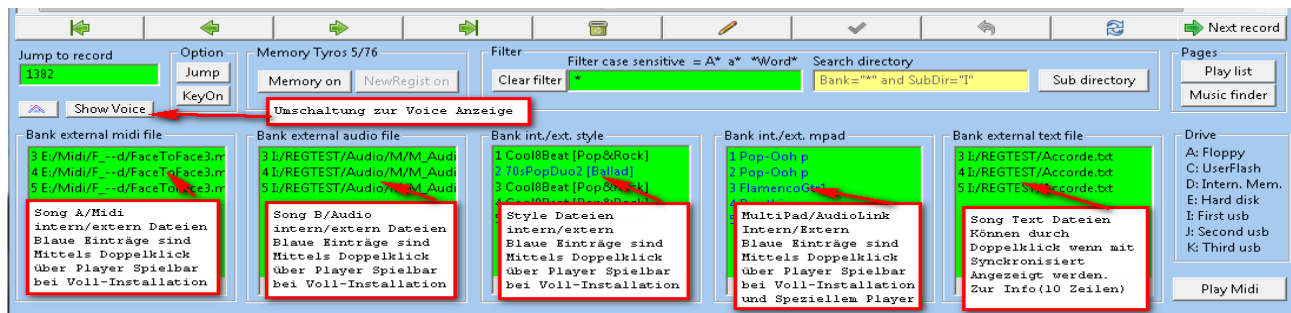 Next record
Jump to record
1382
Option
Jump
KeyOn
Memory Tyros 5/76
Memory on
NewRegist on
Filter
Filter case sensitive = A* a* *Word*
Clear filter
*
Search directory
Bank="*" and SubDir="I"
Sub directory
Pages
Play list
Music finder
Show Voice
Umschaltung zur Voice Anzeige
Bank external midi file
3 E:/Midi/F_--d/FaceToFace3.m
4 E:/Midi/F_--d/FaceToFace3.m
5 E:/Midi/F_--d/FaceToFace3.m
Song A/Midi
intern/extern Dateien
Blaue Einträge sind
Mittels Doppelklick
über Player Spielbar
bei Voll-Installation
Bank external audio file
3 I:/REGTEST/Audio/M/M_Audi
4 I:/REGTEST/Audio/M/M_Audi
5 I:/REGTEST/Audio/M/M_Audi
Song B/Audio
intern/extern Dateien
Blaue Einträge sind
Mittels Doppelklick
über Player Spielbar
bei Voll-Installation
Bank int./ext. style
1 Cool8Beat [Pop&Rock]
2 70sPopDuo2 [Ballad]
3 Cool8Beat [Pop&Rock]
Style Dateien
intern/extern
Blaue Einträge sind
Mittels Doppelklick
über Player Spielbar
bei Voll-Installation
Bank int./ext. mpad
1 Pop-Ooh p
2 Pop-Ooh p
3 FlamencoGtr1
MultiPad/AudioLink
Intern/Extern
Blaue Einträge sind
Mittels Doppelklick
über Player Spielbar
bei Voll-Installation
und Speziellem Player
Bank external text file
3 I:/REGTEST/Accorde.txt
4 I:/REGTEST/Accorde.txt
5 I:/REGTEST/Accorde.txt
Song Text Dateien
Können durch
Doppelklick wenn mit
Synckronisiert
Angezeigt werden.
Zur Info(10 Zeilen)
Drive
A: Floppy
C: UserFlash
D: Intern. Mem.
E: Hard disk
I: First usb
J: Second usb
K: Third usb
Play Midi